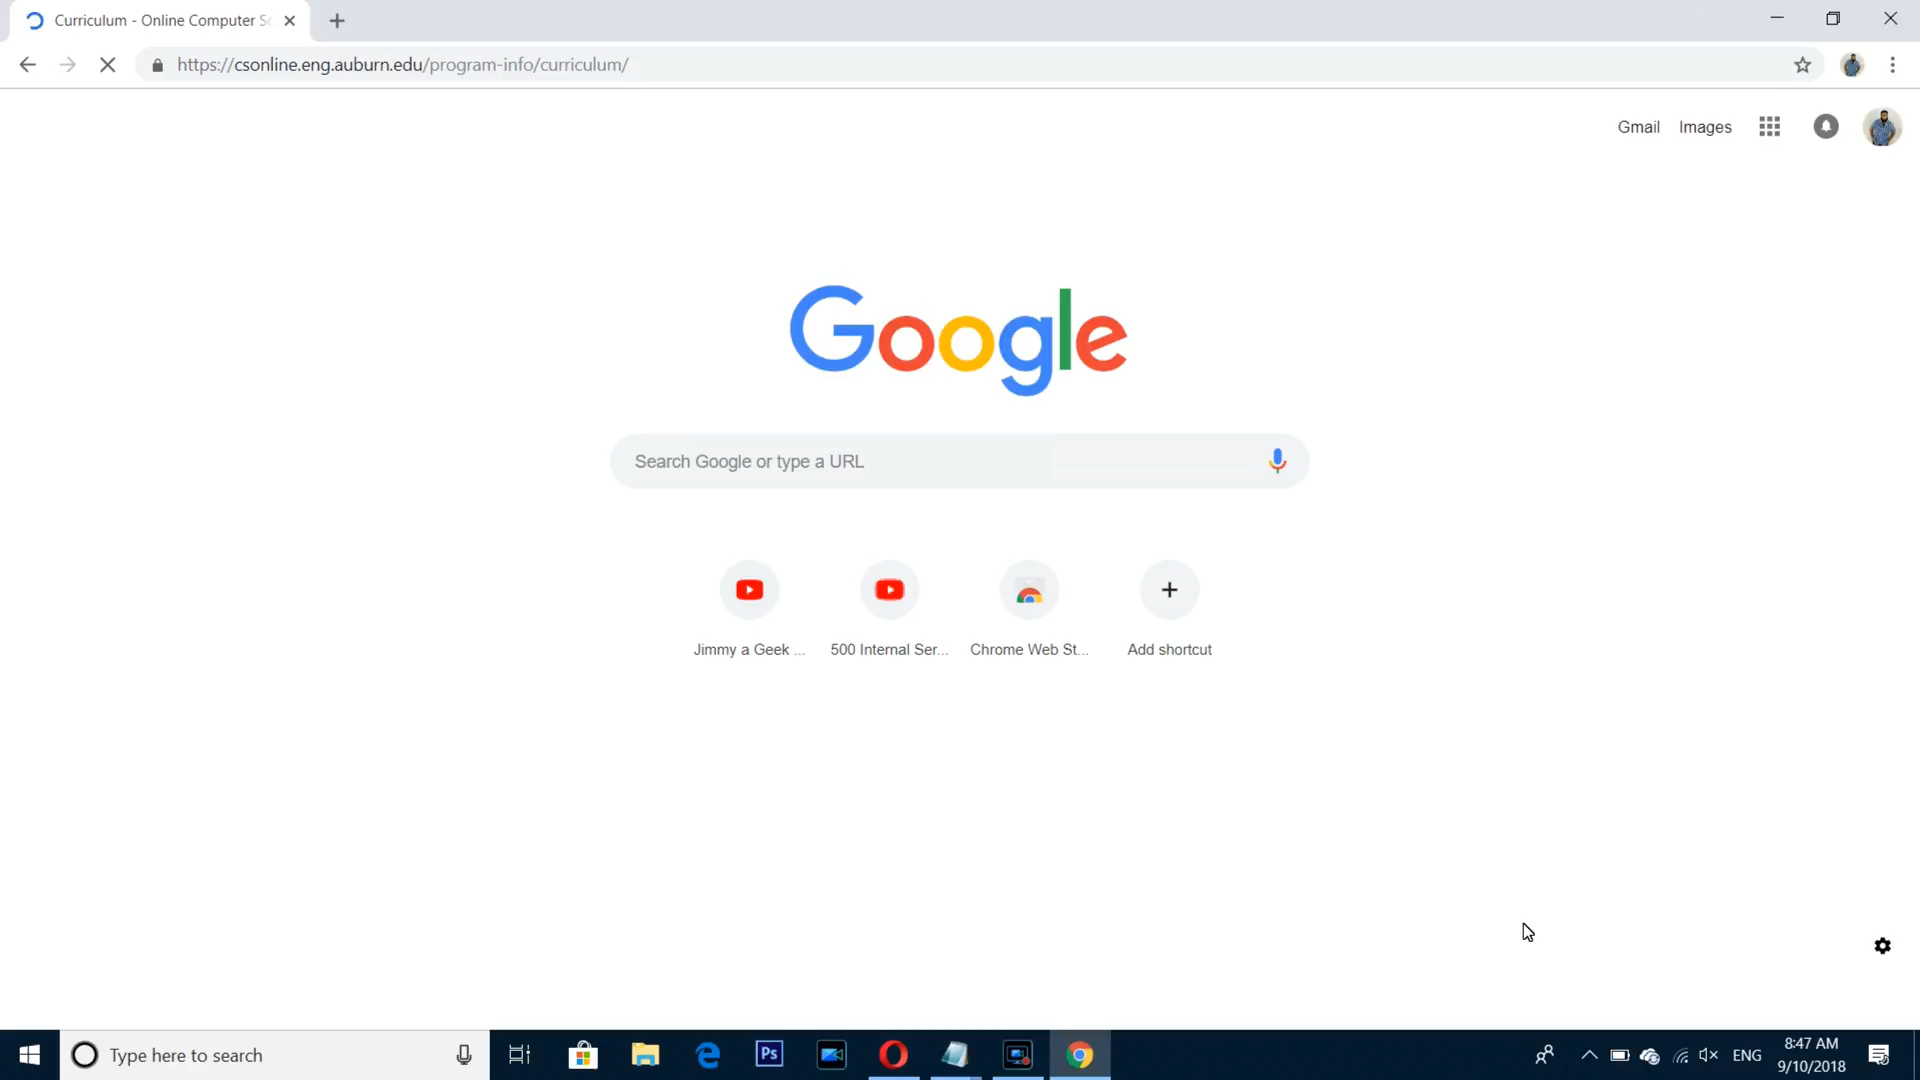 Curriculum - Online Computer Sc
https://csonline.eng.auburn.edu/program-info/curriculum/
Gmail
Images
Google
Search Google or type a URL
Jimmy a Geek ...
500 Internal Ser...
Chrome Web St...
Add shortcut
Type here to search
Ps
ENG
8:47 AM
9/10/2018